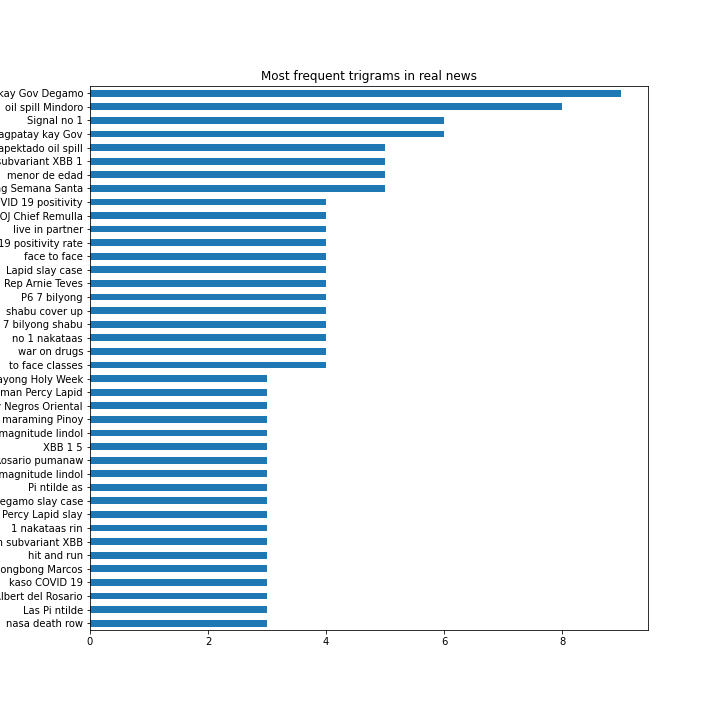 Most frequent trigrams in real news
kay Gov Degamo
oil spill Mindoro
Signal no 1
agpatay kay Gov
apektado oil spill
subvariant XBB 1
menor de edad
ng Semana Santa
VID 19 positivity
OJ Chief Remulla
live in partner
19 positivity rate
face to face
Lapid slay case
Rep Arnie Teves
P6 7 bilyong
shabu cover up
7 bilyong shabu
no 1 nakataas
war on drugs
to face classes
ayong Holy Week
man Percy Lapid
Negros Oriental
maraming Pinoy
magnitude lindol
XBB 1 5
osario pumanaw
magnitude lindol
Pi ntilde as
egamo slay case
Percy Lapid slay
1 nakataas rin
n subvariant XBB
hit and run
ongbong Marcos
kaso COVID 19
lbert del Rosario
Las Pi ntilde
nasa death row
0 2 4 6 8